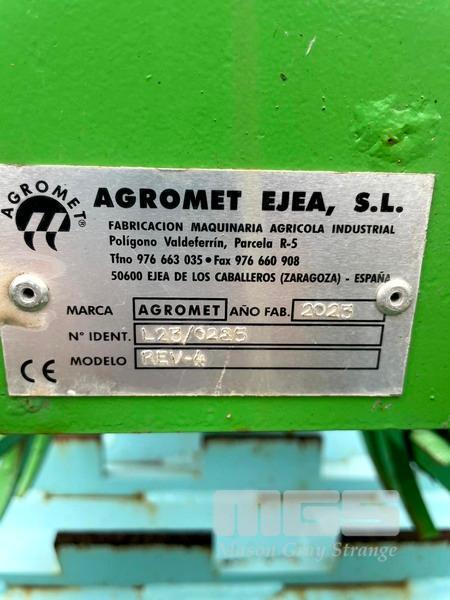 AGROMET®
AGROMET EJEA, S.L.
FABRICACION MAQUINARIA AGRICOLA INDUSTRIAL
Polígono Valdeferrín, Parcela R-5
Tfno 976 663 035 • Fax 976 660 908
50600 EJEA DE LOS CABALLEROS (ZARAGOZA) - ESPAÑA
MARCA AGROMET AÑO FAB. 2023
N° IDENT. L23/0285
MODELO REV-4
CE
MGS
Mason Gray Strange